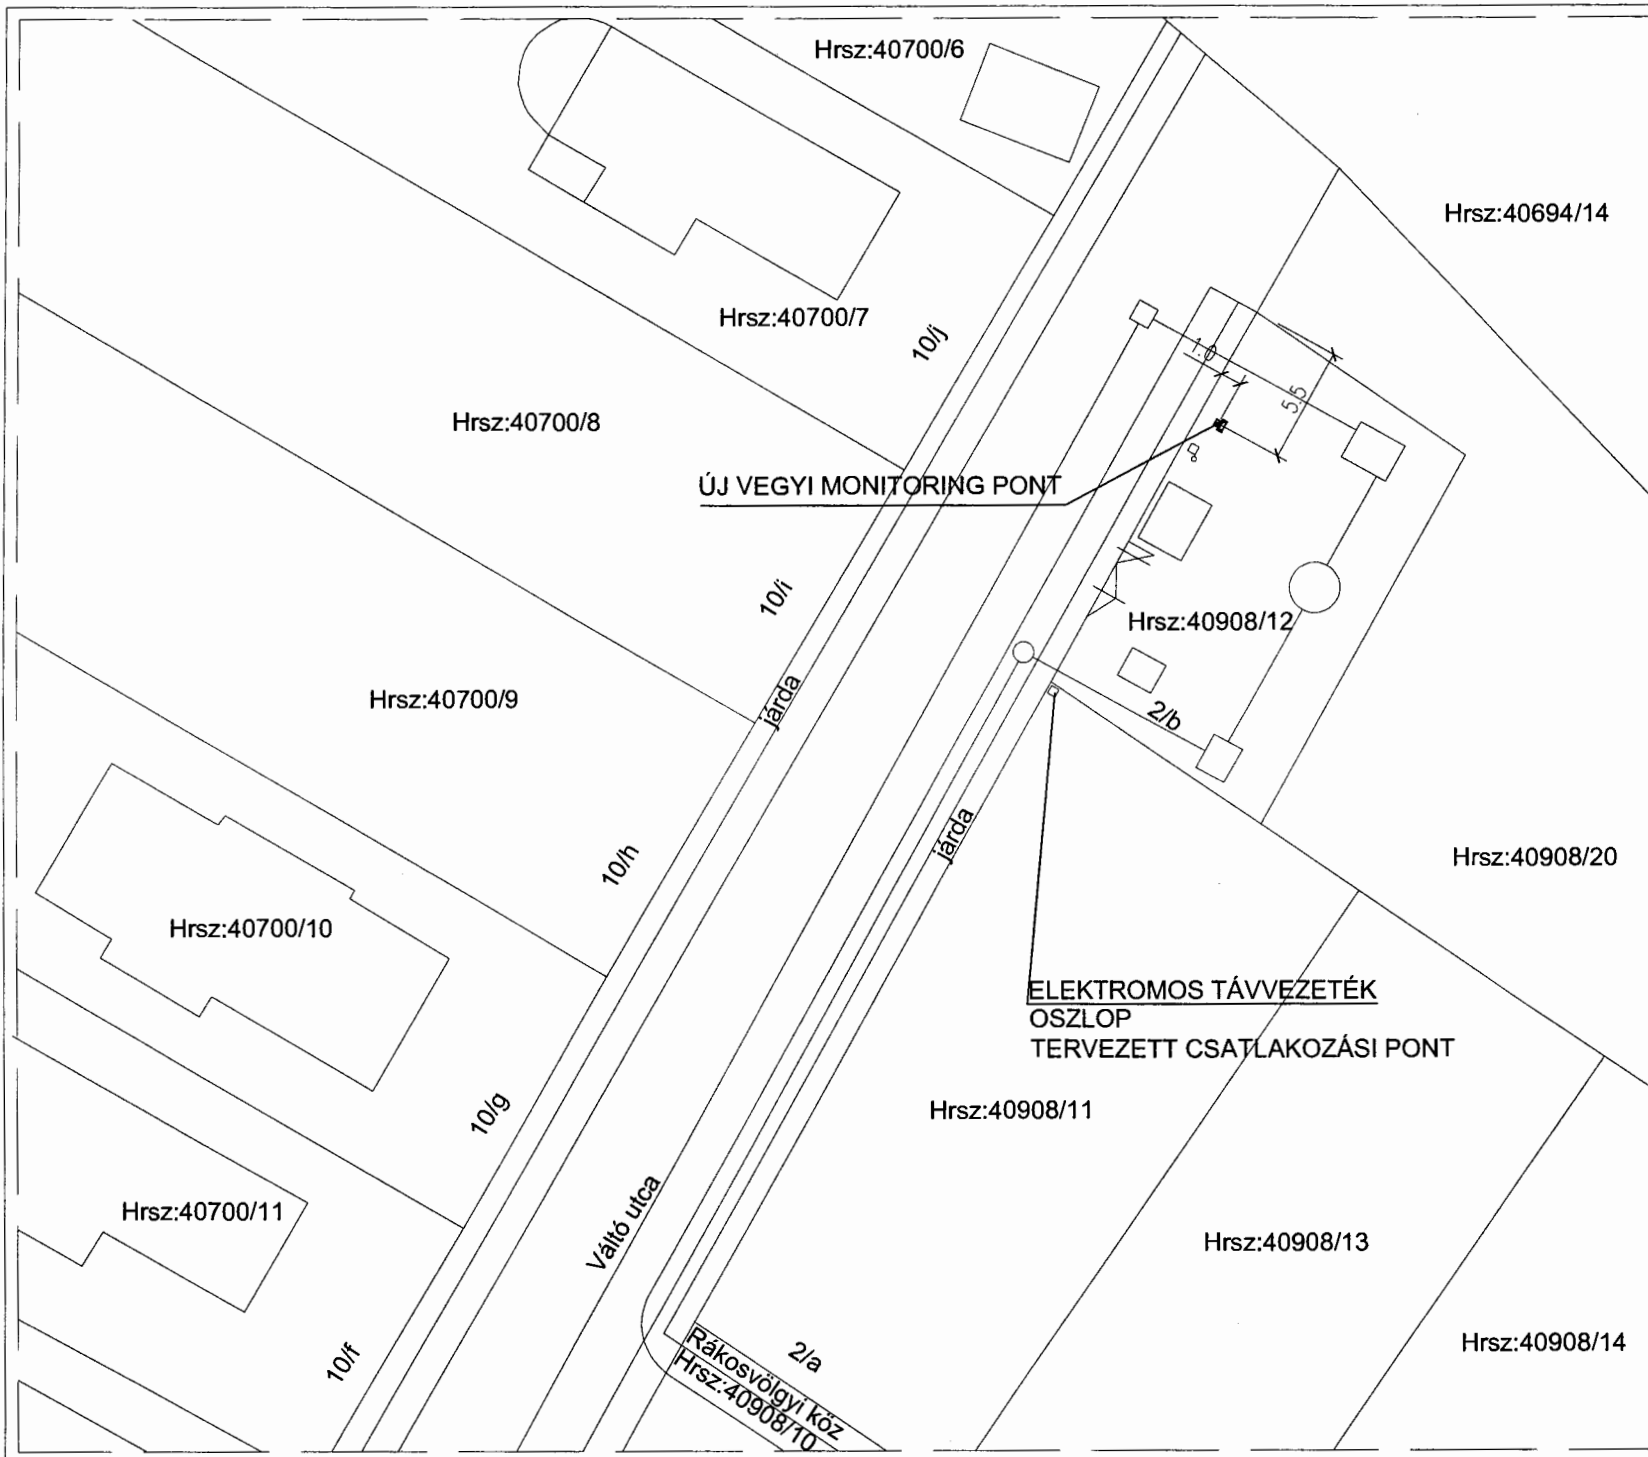 Hrsz:40700/6
Hrsz:40694/14
Hrsz:40700/7
10/j
1.0
5.5
Hrsz:40700/8
ÚJ VEGYI MONITORING PONT
10/i
Hrsz:40908/12
Hrsz:40700/9
járda
2/b
járda
10/h
Hrsz:40908/20
Hrsz:40700/10
ELEKTROMOS TÁVVEZETÉK
OSZLOP
TERVEZETT CSATLAKOZÁSI PONT
10/g
Hrsz:40908/11
Hrsz:40700/11
Váltó utca
Hrsz:40908/13
10/f
2/a
Rákosvölgyi köz
Hrsz:40908/10
Hrsz:40908/14